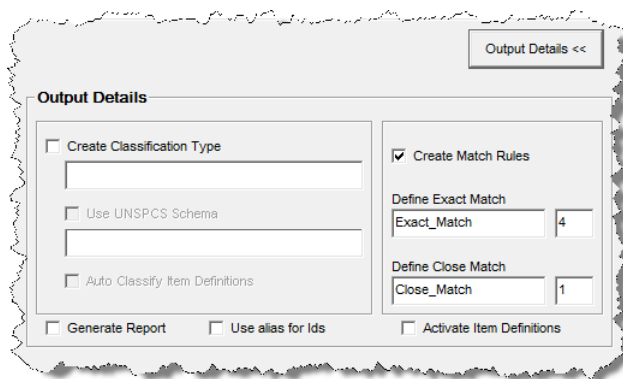 Output Details <<
Output Details
Create Classification Type
Use UNSPCS Schema
Auto Classify Item Definitions
Create Match Rules
Define Exact Match
Exact_Match 4
Define Close Match
Close_Match 1
Generate Report Use alias for Ids Activate Item Definitions